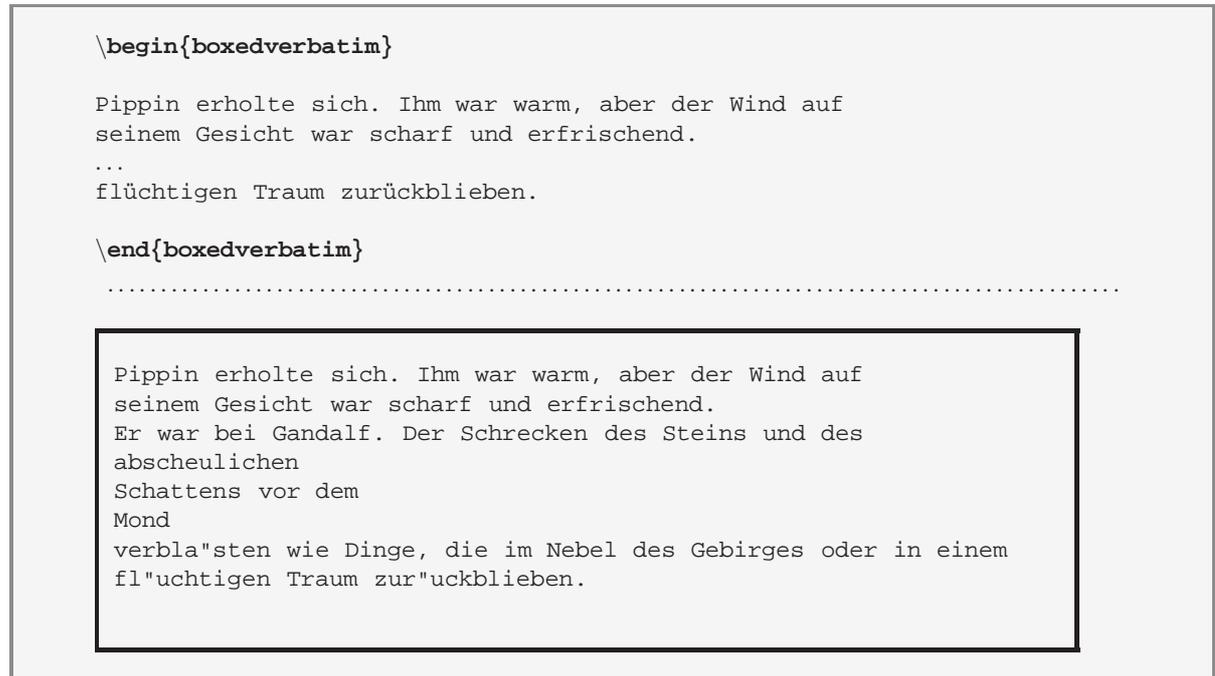 \begin{boxedverbatim}
Pippin erholte sich. Ihm war warm, aber der Wind auf
seinem Gesicht war scharf und erfrischend.
...
flüchtigen Traum zurückblieben.
\end{boxedverbatim}
Pippin erholte sich. Ihm war warm, aber der Wind auf
seinem Gesicht war scharf und erfrischend.
Er war bei Gandalf. Der Schrecken des Steins und des
abscheulichen
Schattens vor dem
Mond
verbla"sten wie Dinge, die im Nebel des Gebirges oder in einem
fl"uchtigen Traum zur"uckblieben.